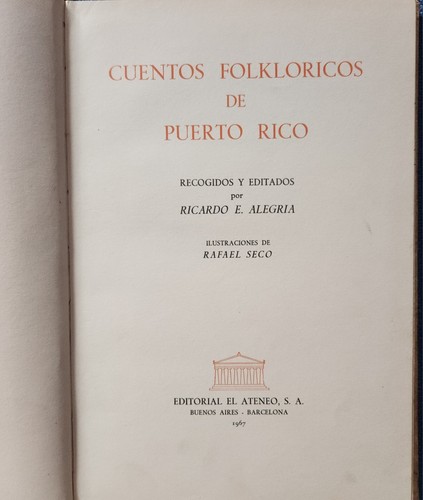 CUENTOS FOLKLORICOS
DE
PUERTO RICO
RECOGIDOS Y EDITADOS
por
RICARDO E. ALEGRIA
ILUSTRACIONES DE
RAFAEL SECO
EDITORIAL EL ATENEO, S. A.
BUENOS AIRES - BARCELONA
1967